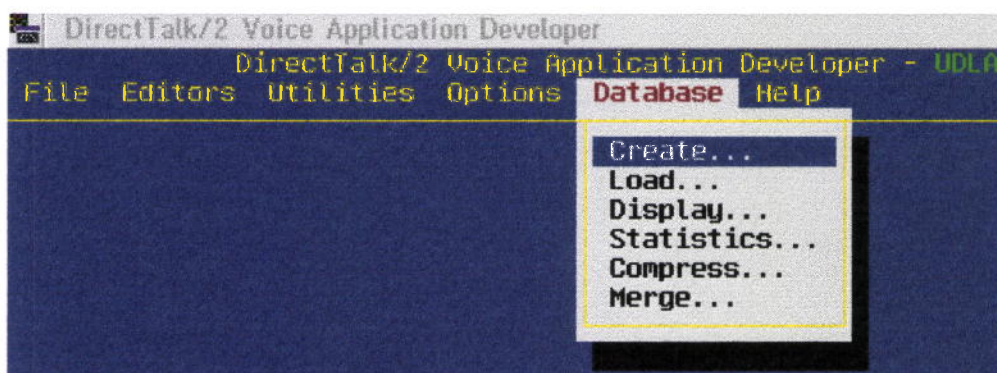 DirectTalk/2 Voice Application Developer
DirectTalk/2 Voice Application Developer - UDLA
File Editors Utilities Options Database Help
Create...
Load...
Display...
Statistics...
Compress...
Merge...